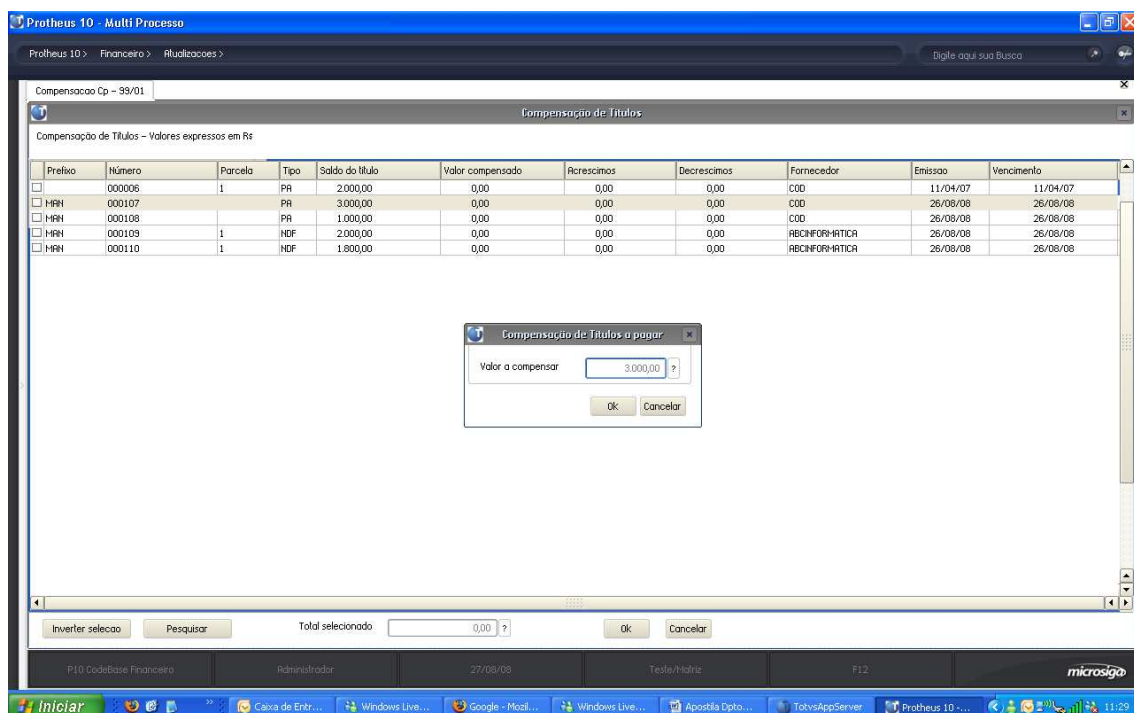 Protheus 10 - Multi Processo
Protheus 10 > Financeiro > Atualizacoes > Digite aqui sua Busca
Compensacao Cp - 99/01
Compensação de Títulos
Compensação de Títulos - Valores expressos em R$
Prefixo Número Parcela Tipo Saldo do título Valor compensado Acrescimos Decrescimos Fornecedor Emissao Vencimento
000006 1 PA 2.000,00 0,00 0,00 0,00 COD 11/04/07 11/04/07
MAN 000107 PA 3.000,00 0,00 0,00 0,00 COD 26/08/08 26/08/08
MAN 000108 PA 1.000,00 0,00 0,00 0,00 COD 26/08/08 26/08/08
MAN 000109 1 NDF 2.000,00 0,00 0,00 0,00 ABCINFORMATICA 26/08/08 26/08/08
MAN 000110 1 NDF 1.800,00 0,00 0,00 0,00 ABCINFORMATICA 26/08/08 26/08/08
Compensação de Títulos a pagar
Valor a compensar 3.000,00 ?
Ok Cancelar
Inverter selecao Pesquisar Total selecionado 0,00 ? Ok Cancelar
P10 CodeBase Financeiro Administrador 27/08/08 Teste/Matriz F12 microsiga
Iniciar Caixa de Entr... Windows Live... Google - Mozil... Windows Live... Apostila Dpto... TotvsAppServer Protheus 10 -... 11:29